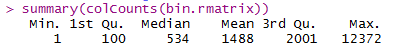 > summary(colCounts(bin.rmatrix))
Min. 1st Qu. Median Mean 3rd Qu. Max.
1 100 534 1488 2001 12372